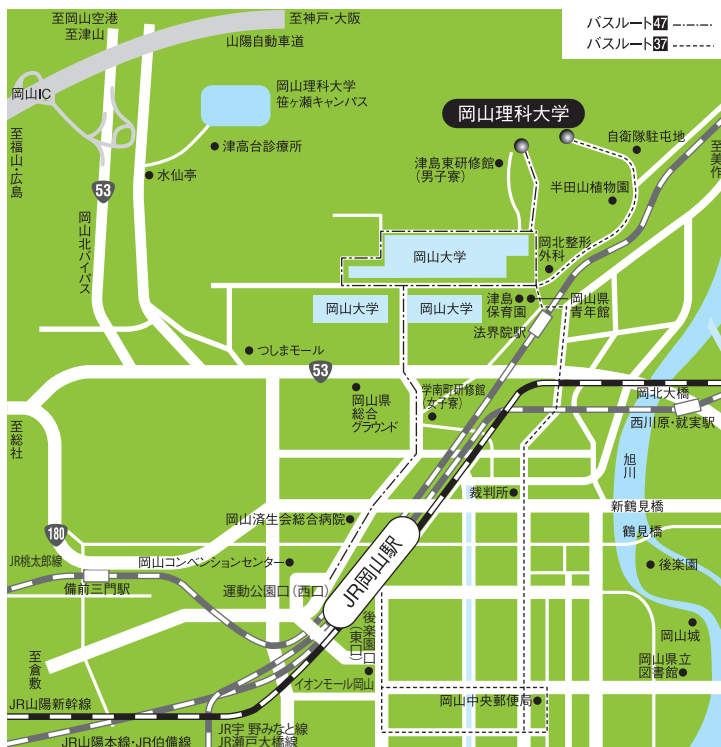 至岡山空港
至津山
至神戸・大阪
山陽自動車道
バスルート47
バスルート37
岡山IC
岡山理科大学
笹ヶ瀬キャンパス
岡山理科大学
至福山・広島
津高台診療所
水仙亭
津島東研修館
(男子寮)
自衛隊駐屯地
至美作
半田山植物園
53
岡山北バイパス
岡山大学
岡北整形
外科
岡山大学
岡山大学
津島
保育園
岡山県
青年館
法界院駅
つしまモール
53
岡山県
総合
グラウンド
学南町研修館
(女子寮)
岡北大橋
西川原・就実駅
至総社
旭川
裁判所
新鶴見橋
岡山済生会総合病院
鶴見橋
180
JR桃太郎線
岡山コンベンションセンター
備前三門駅
運動公園口(西口)
JR岡山駅
後楽園
後楽園口
(東口)
岡山城
至倉敷
イオンモール岡山
岡山県立
図書館
岡山中央郵便局
JR山陽新幹線
JR山陽本線・JR伯備線
JR宇野みなと線
JR瀬戸大橋線